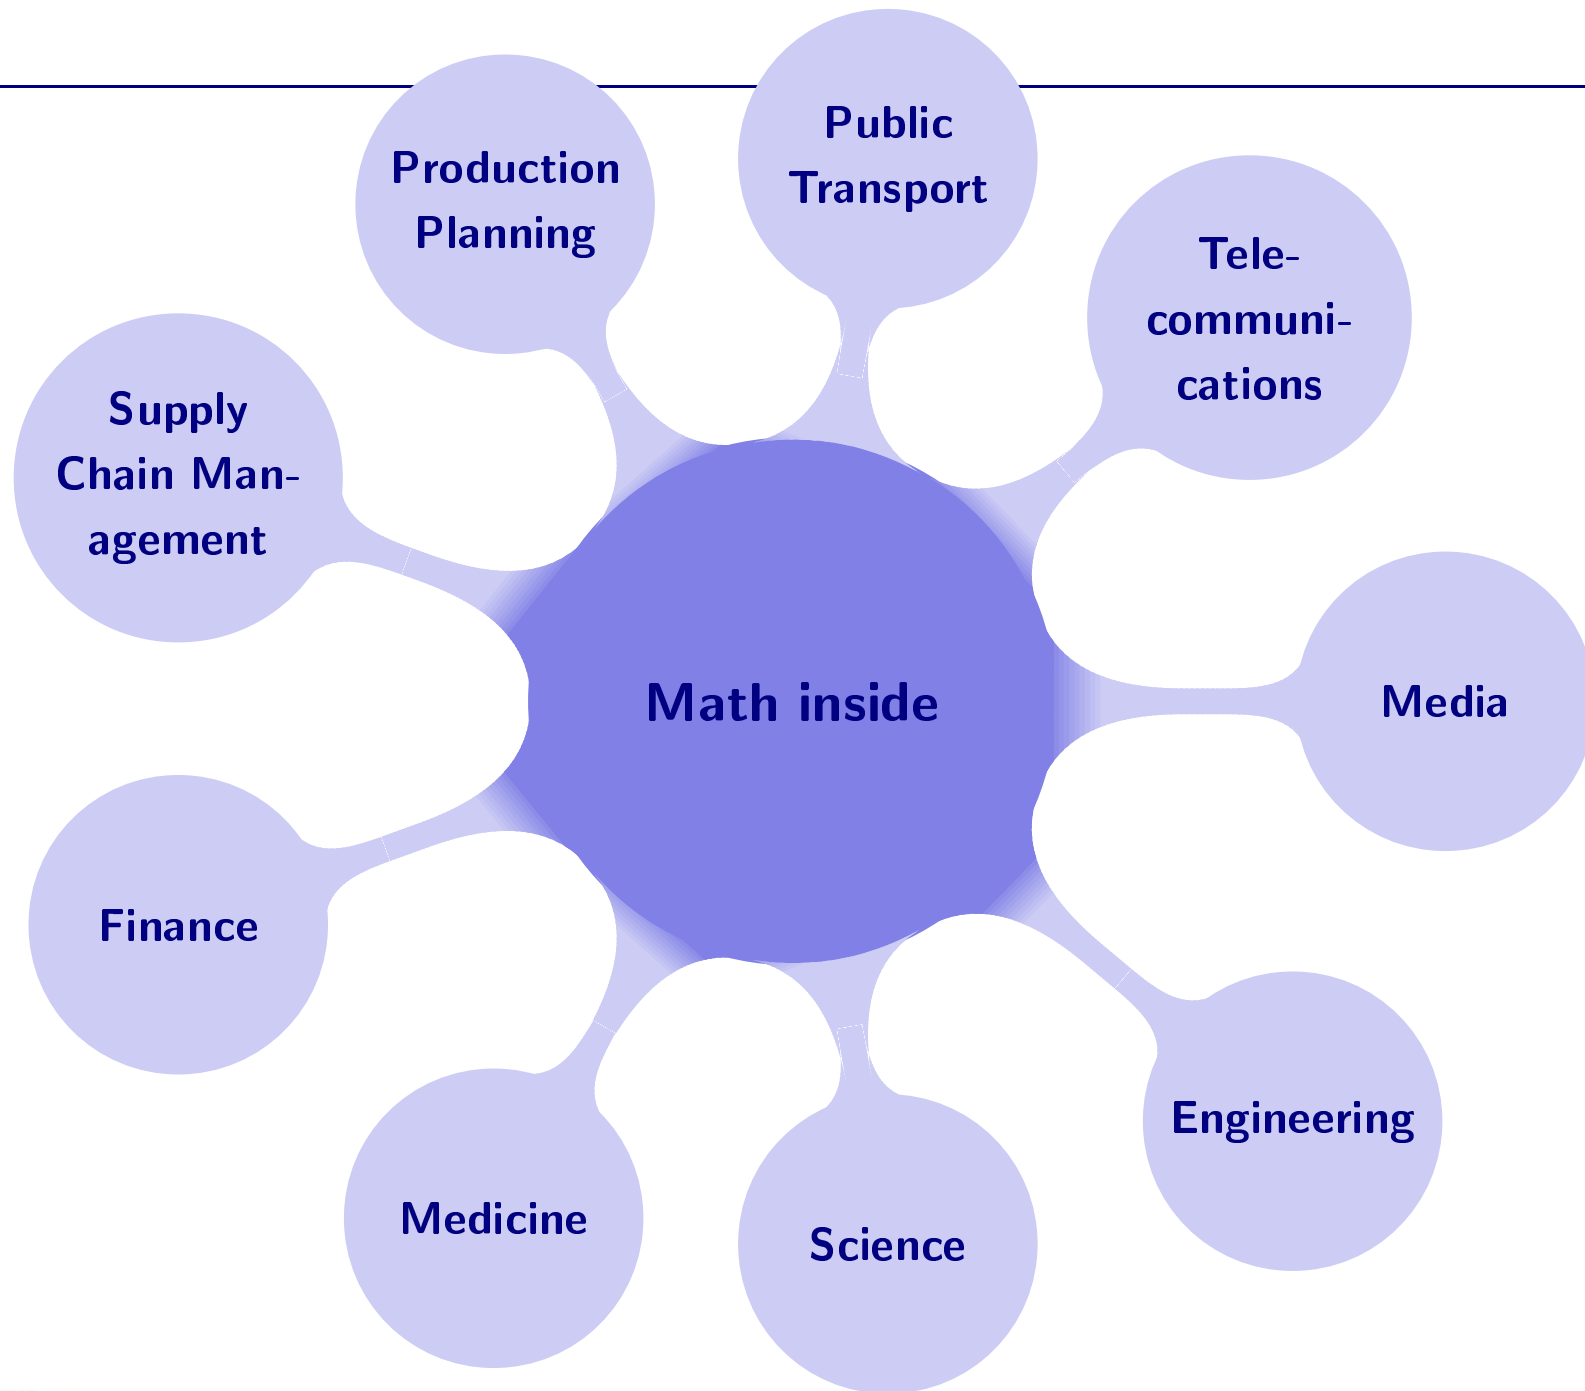 Public
Transport
Production
Planning
Tele-
communi-
cations
Supply
Chain Man-
agement
Math inside
Media
Finance
Engineering
Medicine
Science